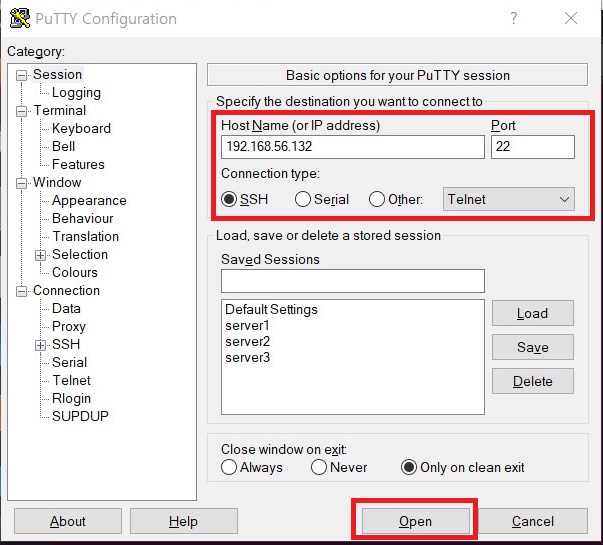 PuTTY Configuration
?
Category:
Session
Logging
Terminal
Keyboard
Bell
Features
Window
Appearance
Behaviour
Translation
Selection
Colours
Connection
Data
Proxy
SSH
Serial
Telnet
Rlogin
SUPDUP
Basic options for your PuTTY session
Specify the destination you want to connect to
Host Name (or IP address) Port
192.168.56.132 22
Connection type:
SSH Serial Other: Telnet
Load, save or delete a stored session
Saved Sessions
Default Settings
server1
server2
server3
Load
Save
Delete
Close window on exit:
Always Never Only on clean exit
About Help Open Cancel